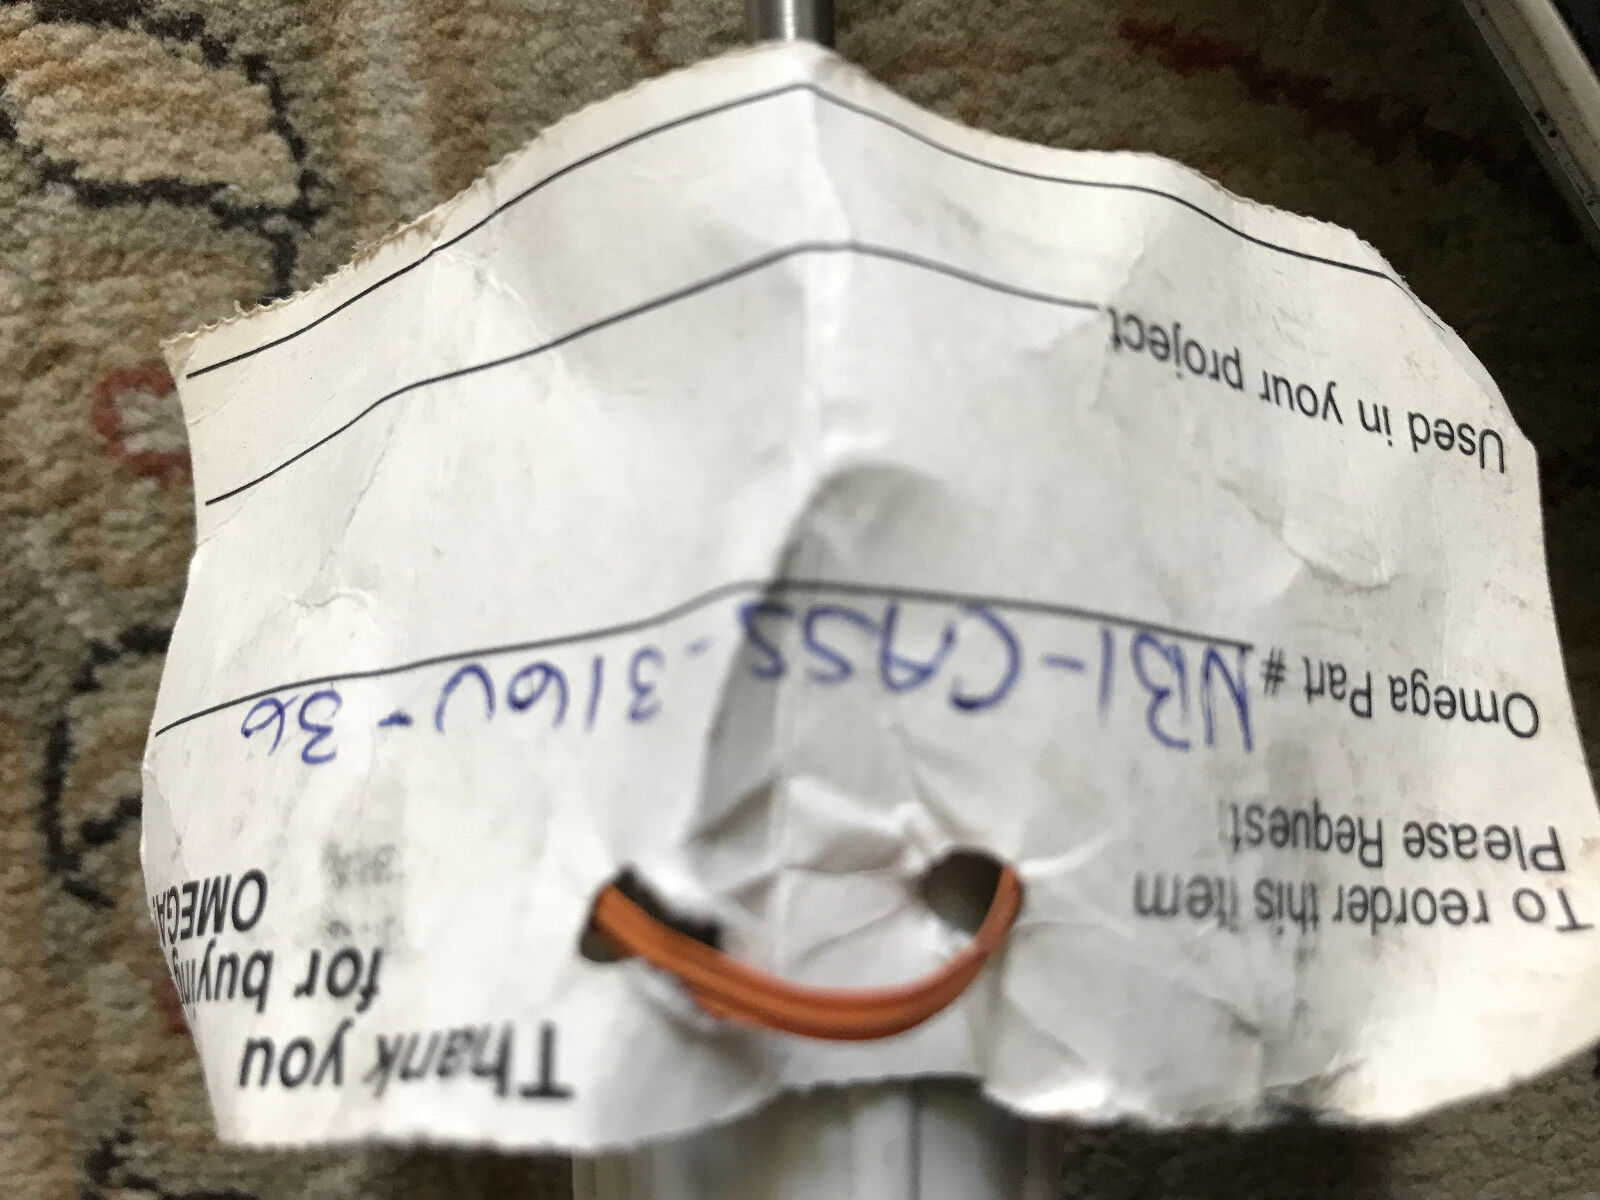 Thank you
for buying
OMEGA
To reorder this item
Please Request:
Omega Part # NB1-CASS-316U-36
Used in your project